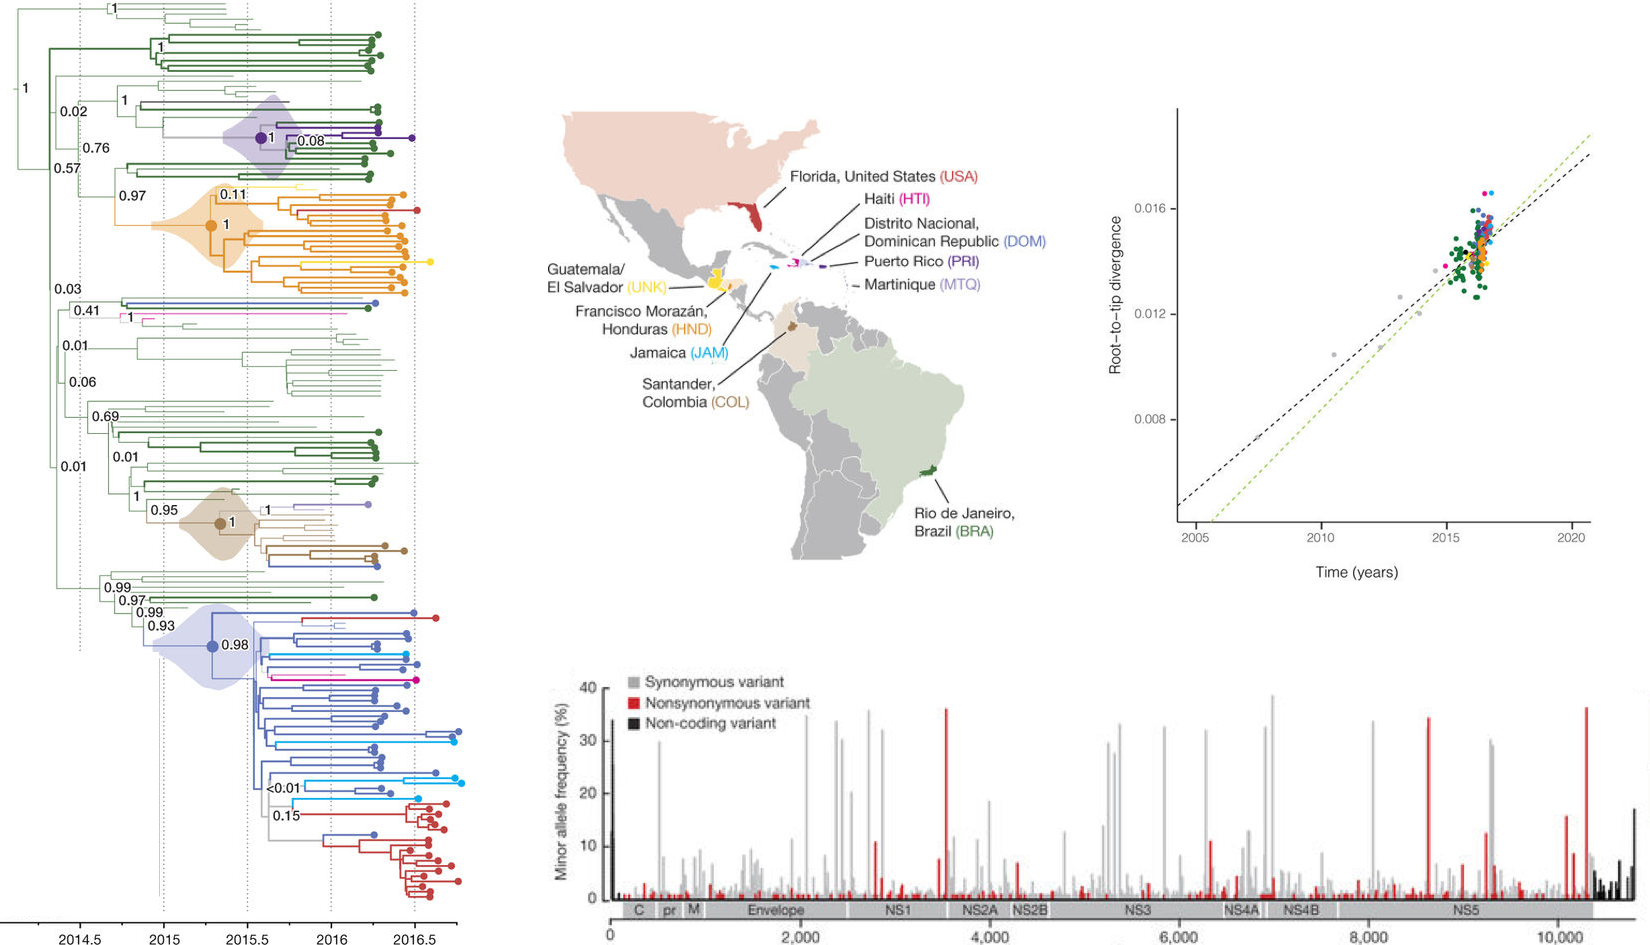 1
1
1
0.02
1
0.76
1
0.08
0.57
0.97
0.11
1
0.03
0.41
1
0.01
0.06
0.69
0.01
0.01
1
0.95
1
1
0.99
0.97
0.99
0.93
0.98
<0.01
0.15
2014.5 2015 2015.5 2016 2016.5
Florida, United States (USA)
Haiti (HTI)
Distrito Nacional,
Dominican Republic (DOM)
Puerto Rico (PRI)
Martinique (MTQ)
Guatemala/
El Salvador (UNK)
Francisco Morazán,
Honduras (HND)
Jamaica (JAM)
Santander,
Colombia (COL)
Rio de Janeiro,
Brazil (BRA)
Root-to-tip divergence
0.016
0.012
0.008
2005 2010 2015 2020
Time (years)
Minor allele frequency (%)
40
30
20
10
0
Synonymous variant
Nonsynonymous variant
Non-coding variant
C pr M Envelope NS1 NS2A NS2B NS3 NS4A NS4B NS5
0 2,000 4,000 6,000 8,000 10,000